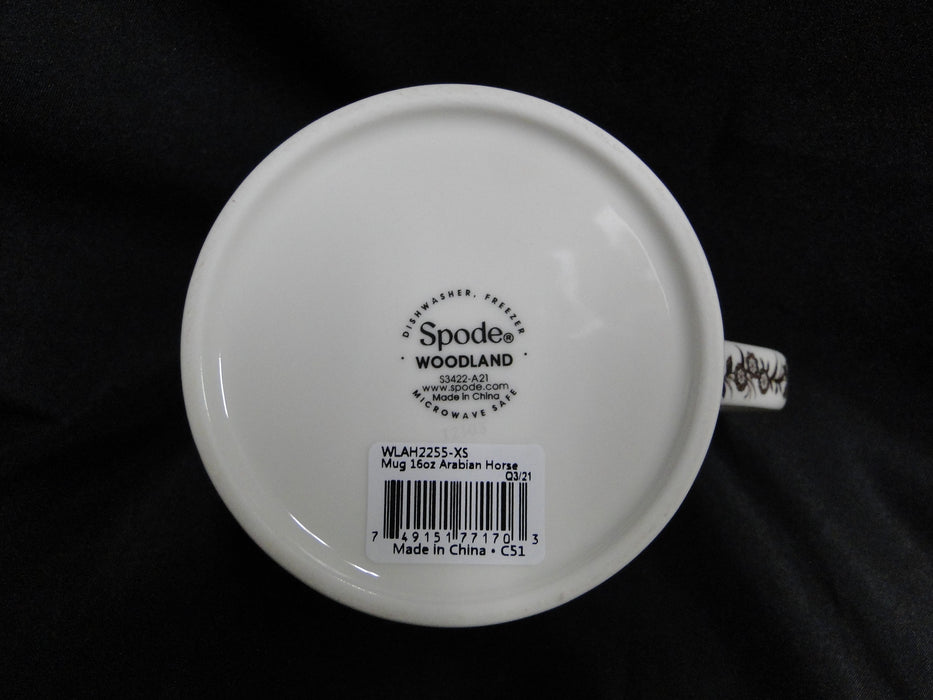 DISHWASHER, FREEZER
Spode®
· WOODLAND ·
S3422-A21
www.spode.com
Made in China
MICROWAVE SAFE
WLAH2255-XS
Mug 16oz Arabian Horse
Q3/21
7 49151 77170 3
Made in China • C51